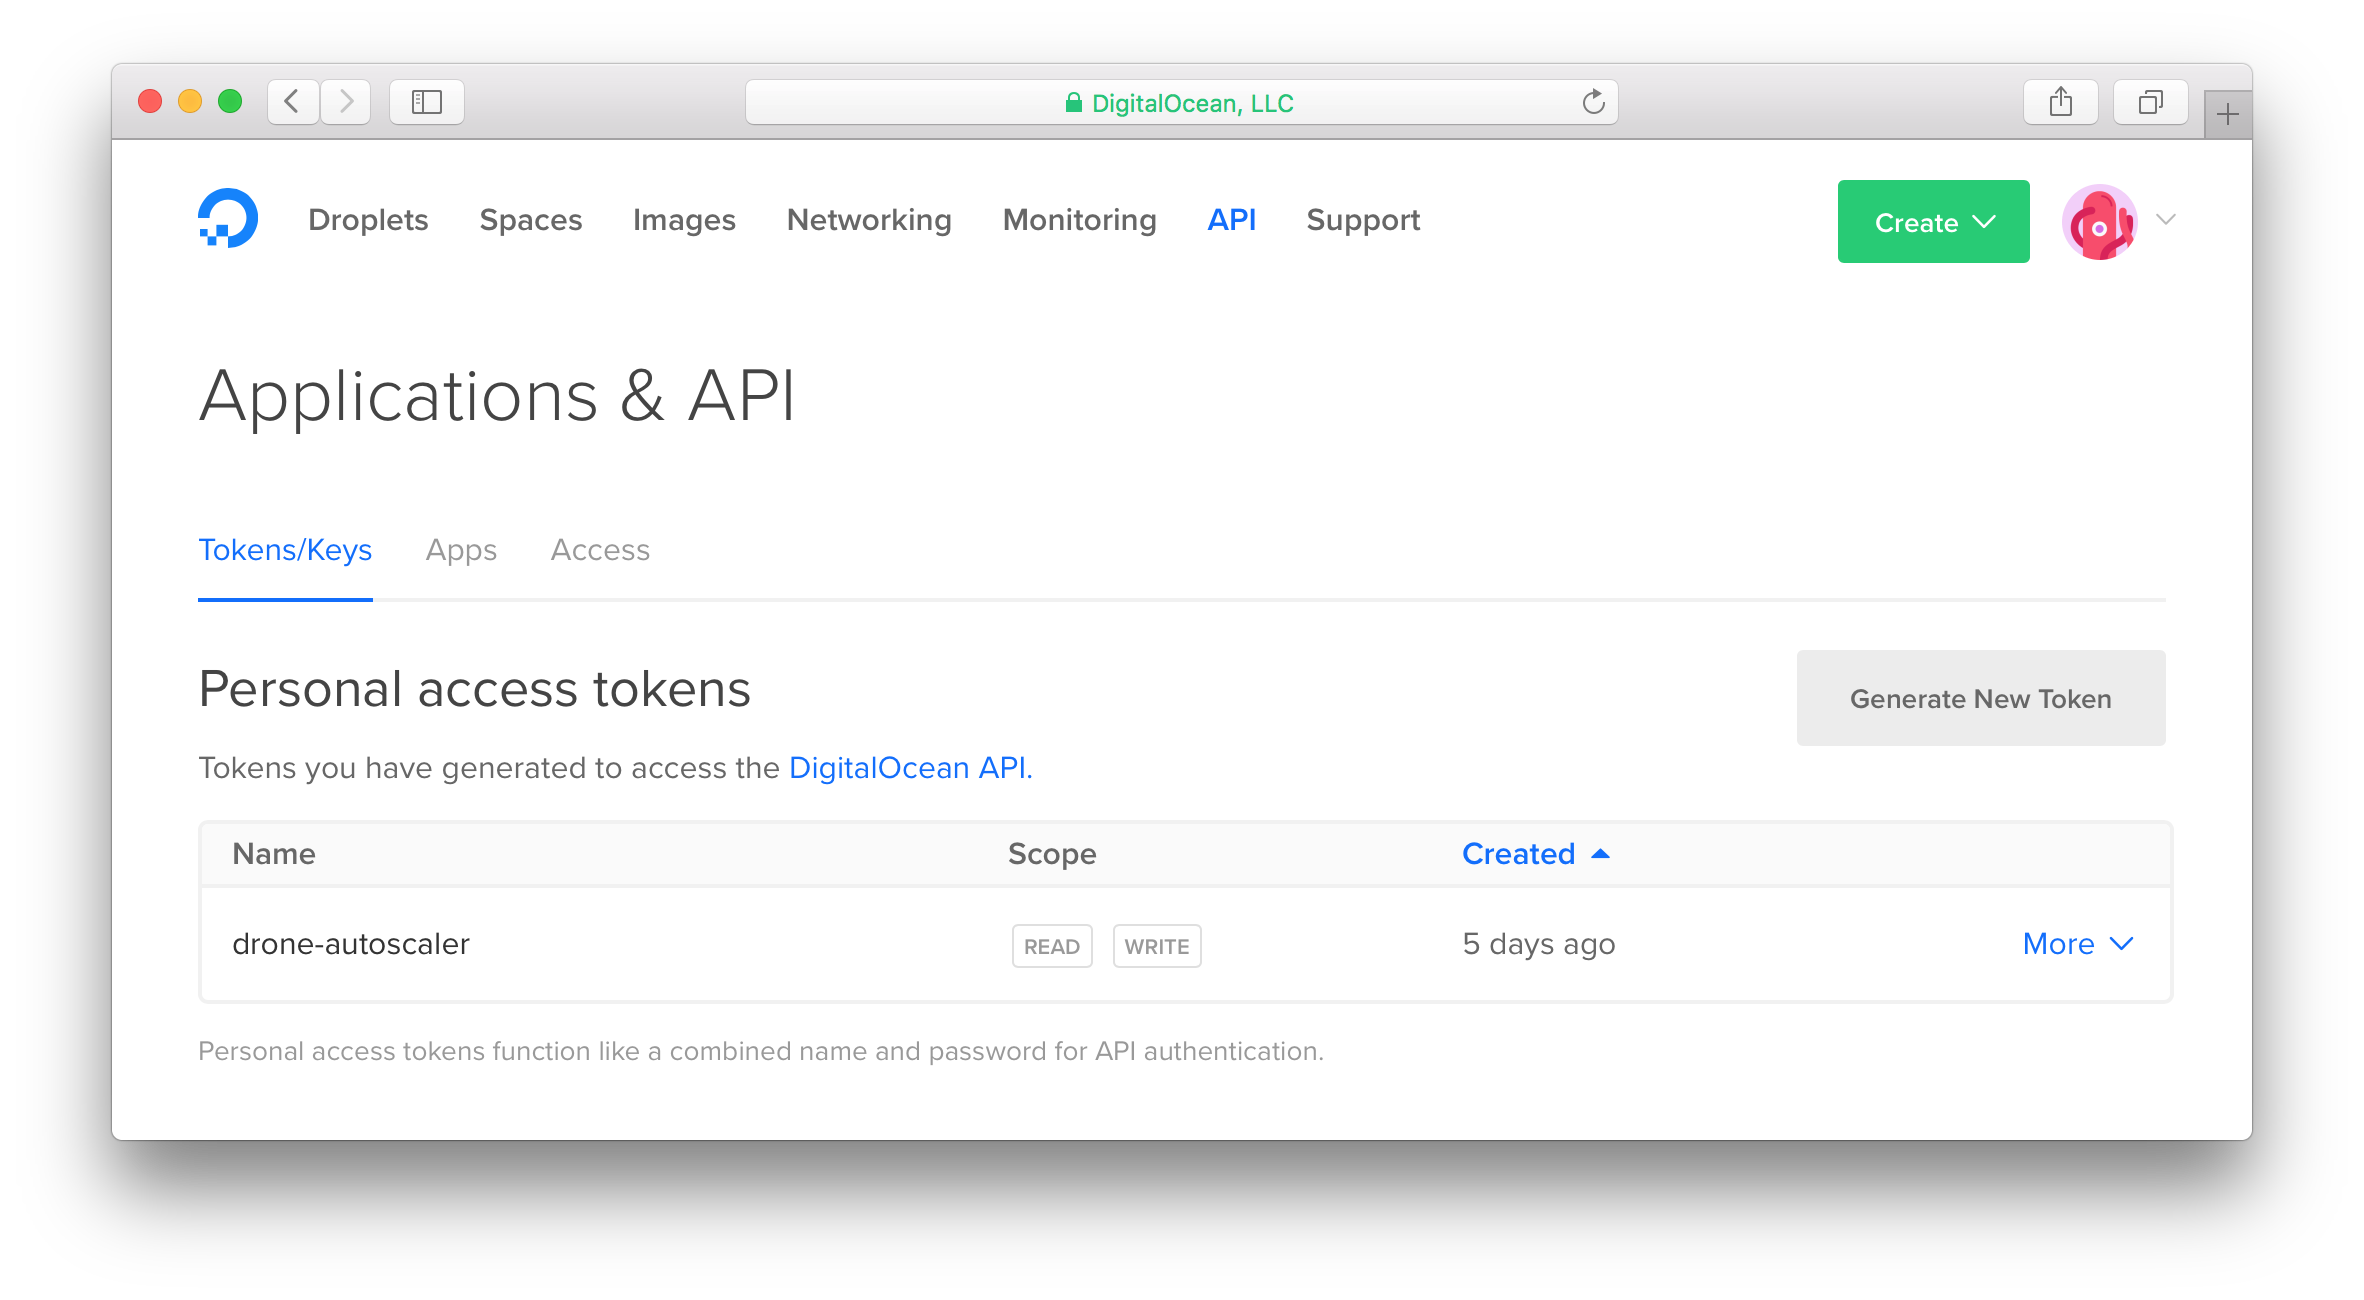 DigitalOcean, LLC
Droplets Spaces Images Networking Monitoring API Support Create
Applications & API
Tokens/Keys Apps Access
Personal access tokens
Generate New Token
Tokens you have generated to access the DigitalOcean API.
Name Scope Created
drone-autoscaler READ WRITE 5 days ago More
Personal access tokens function like a combined name and password for API authentication.